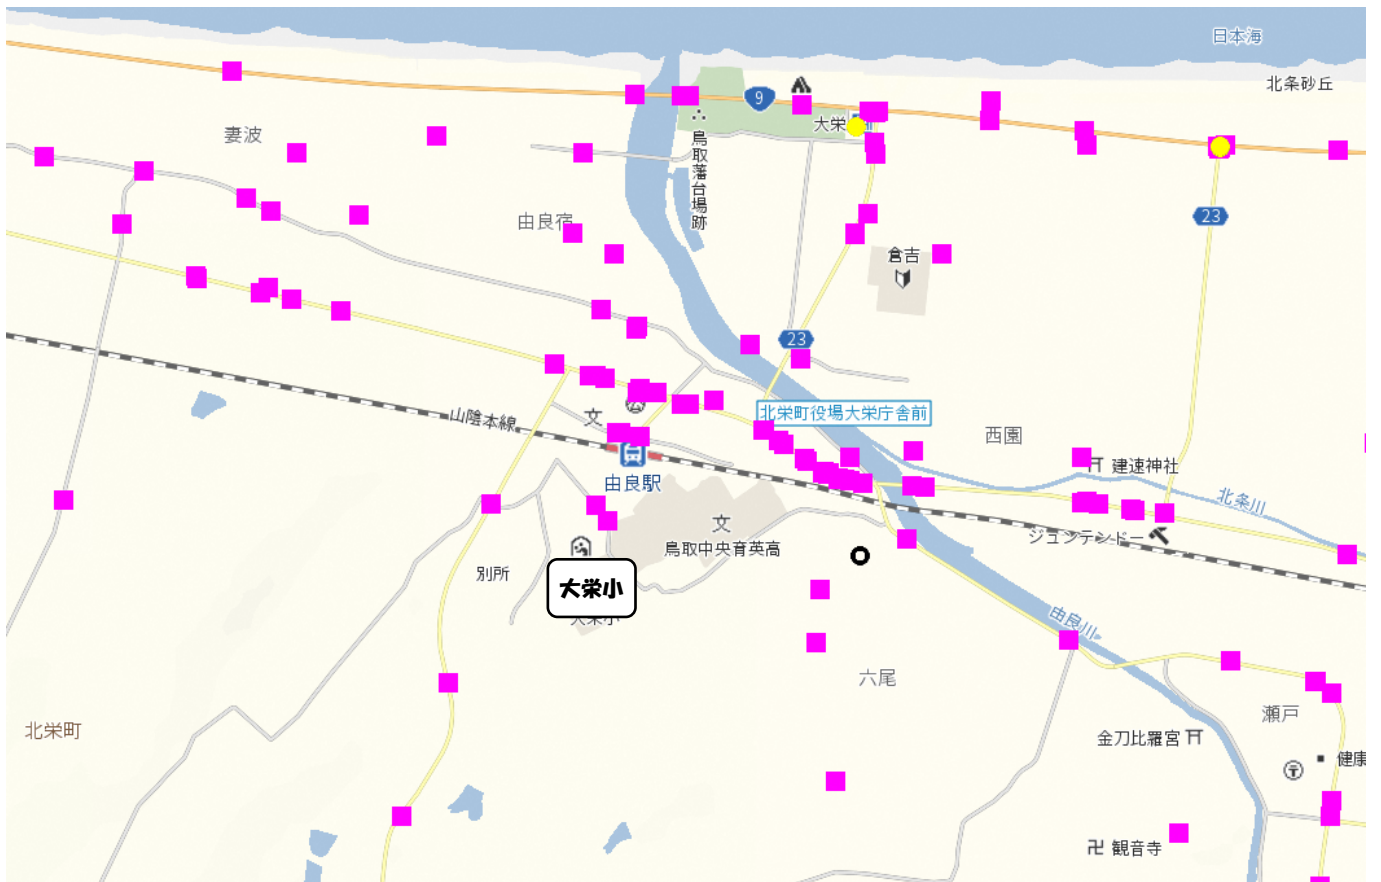 日本海
北条砂丘
9
大栄
妻波
鳥取藩台場跡
由良宿
23
倉吉
23
北栄町役場大栄庁舎前
山陰本線
文
西園
建速神社
由良駅
北条川
文
鳥取中央育英高
ジュンテンドー
別所
大栄小
大栄小
由良川
六尾
瀬戸
北栄町
金刀比羅宮
健康
観音寺